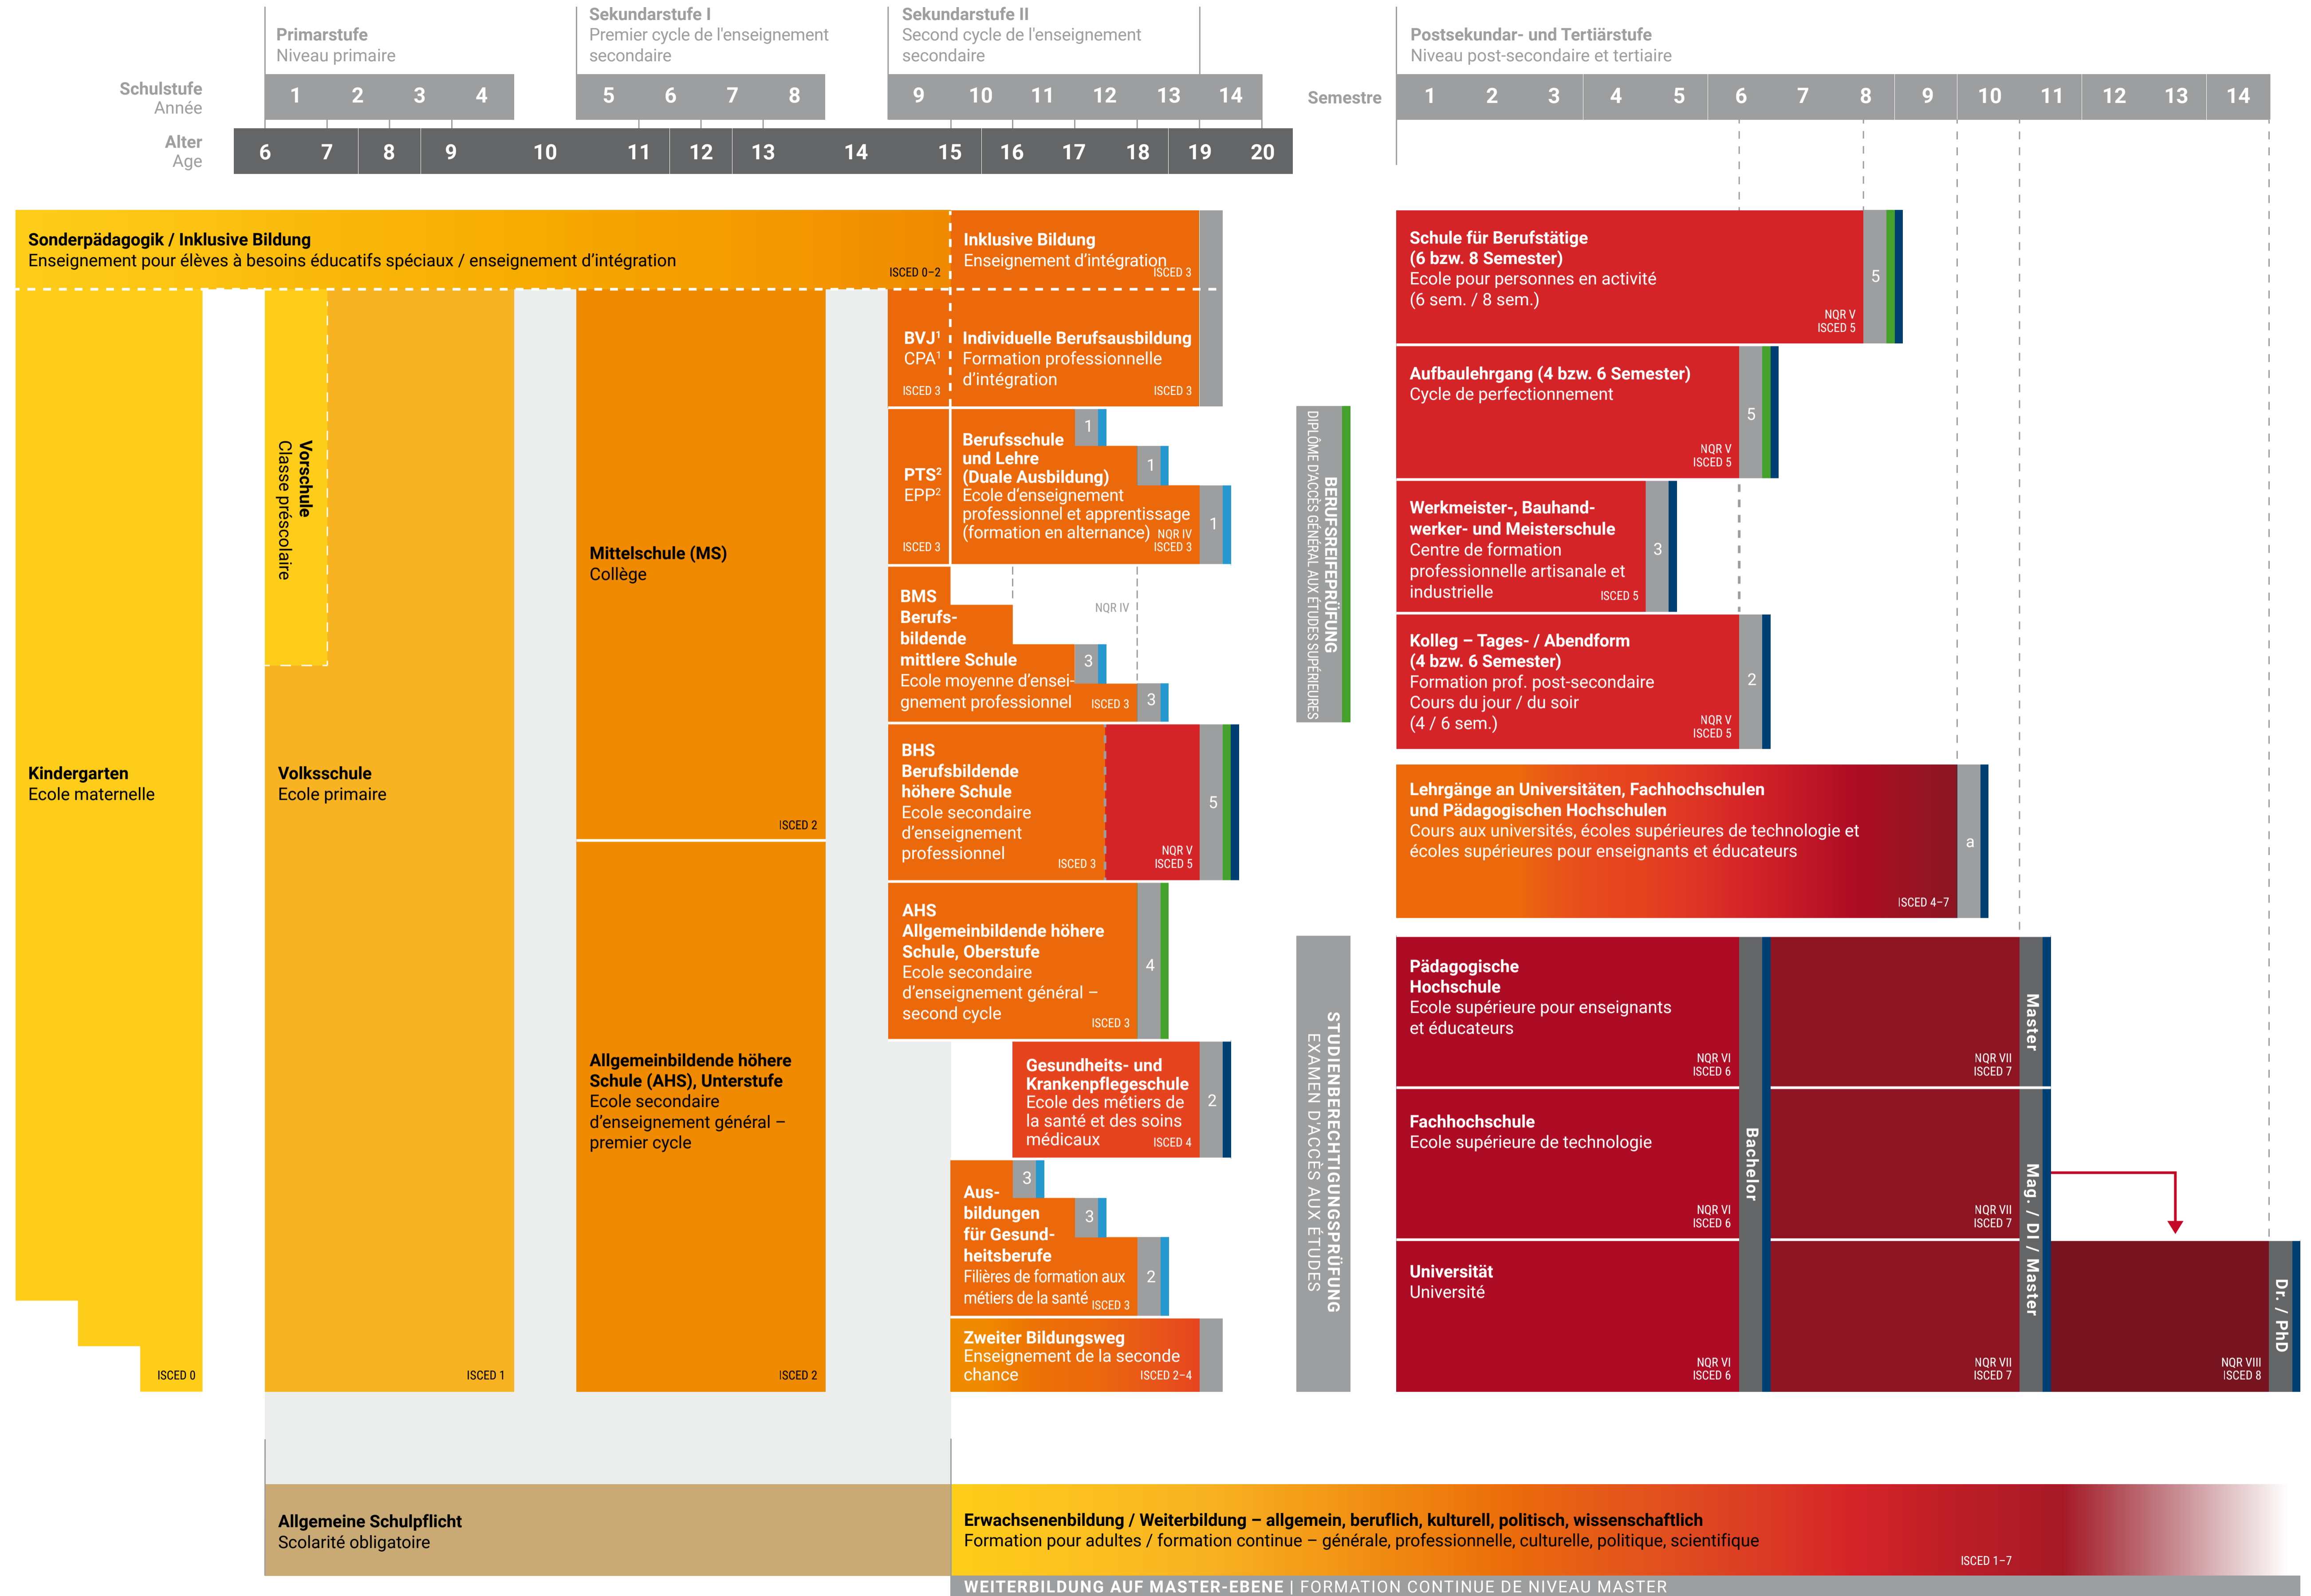 Primarstufe
Niveau primaire
Sekundarstufe I
Premier cycle de l'enseignement
secondaire
Sekundarstufe II
Second cycle de l'enseignement
secondaire
Postsekundar- und Tertiärstufe
Niveau post-secondaire et tertiaire
Schulstufe
Année
1 2 3 4 5 6 7 8 9 10 11 12 13 14
Semestre
1 2 3 4 5 6 7 8 9 10 11 12 13 14
Alter
Age
6 7 8 9 10 11 12 13 14 15 16 17 18 19 20
Sonderpädagogik / Inklusive Bildung
Enseignement pour élèves à besoins éducatifs spéciaux / enseignement d’intégration
ISCED 0–2
Inklusive Bildung
Enseignement d’intégration
ISCED 3
Kindergarten
Ecole maternelle
ISCED 0
Vorschule
Classe préscolaire
Volksschule
Ecole primaire
ISCED 1
Mittelschule (MS)
Collège
ISCED 2
Allgemeinbildende höhere
Schule (AHS), Unterstufe
Ecole secondaire
d’enseignement général –
premier cycle
ISCED 2
BVJ¹
CPA¹
ISCED 3
Individuelle Berufsausbildung
Formation professionnelle
d’intégration
ISCED 3
PTS²
EPP²
ISCED 3
Berufsschule
und Lehre
(Duale Ausbildung)
Ecole d’enseignement
professionnel et apprentissage
(formation en alternance)
NQR IV
ISCED 3
1
1
1
BMS
Berufs-
bildende
mittlere Schule
Ecole moyenne d’ensei-
gnement professionnel
ISCED 3
NQR IV
3
3
BHS
Berufsbildende
höhere Schule
Ecole secondaire
d’enseignement
professionnel
ISCED 3
NQR V
ISCED 5
5
AHS
Allgemeinbildende höhere
Schule, Oberstufe
Ecole secondaire
d’enseignement général –
second cycle
ISCED 3
4
Gesundheits- und
Krankenpflegeschule
Ecole des métiers de
la santé et des soins
médicaux
ISCED 4
2
Aus-
bildungen
für Gesund-
heitsberufe
Filières de formation aux
métiers de la santé
ISCED 3
3
3
2
Zweiter Bildungsweg
Enseignement de la seconde
chance
ISCED 2–4
BERUFSREIFEPRÜFUNG
DIPLÔME D’ACCÈS GÉNÉRAL AUX ÉTUDES SUPÉRIEURES
STUDIENBERECHTIGUNGSPRÜFUNG
EXAMEN D’ACCÈS AUX ÉTUDES
Schule für Berufstätige
(6 bzw. 8 Semester)
Ecole pour personnes en activité
(6 sem. / 8 sem.)
NQR V
ISCED 5
5
Aufbaulehrgang (4 bzw. 6 Semester)
Cycle de perfectionnement
NQR V
ISCED 5
5
Werkmeister-, Bauhand-
werker- und Meisterschule
Centre de formation
professionnelle artisanale et
industrielle
ISCED 5
3
Kolleg – Tages- / Abendform
(4 bzw. 6 Semester)
Formation prof. post-secondaire
Cours du jour / du soir
(4 / 6 sem.)
NQR V
ISCED 5
2
Lehrgänge an Universitäten, Fachhochschulen
und Pädagogischen Hochschulen
Cours aux universités, écoles supérieures de technologie et
écoles supérieures pour enseignants et éducateurs
ISCED 4–7
a
Pädagogische
Hochschule
Ecole supérieure pour enseignants
et éducateurs
NQR VI
ISCED 6
NQR VII
ISCED 7
Master
Fachhochschule
Ecole supérieure de technologie
NQR VI
ISCED 6
Bachelor
NQR VII
ISCED 7
Mag. / DI / Master
Universität
Université
NQR VI
ISCED 6
NQR VII
ISCED 7
NQR VIII
ISCED 8
Dr. / PhD
Allgemeine Schulpflicht
Scolarité obligatoire
Erwachsenenbildung / Weiterbildung – allgemein, beruflich, kulturell, politisch, wissenschaftlich
Formation pour adultes / formation continue – générale, professionnelle, culturelle, politique, scientifique
ISCED 1–7
WEITERBILDUNG AUF MASTER-EBENE | FORMATION CONTINUE DE NIVEAU MASTER